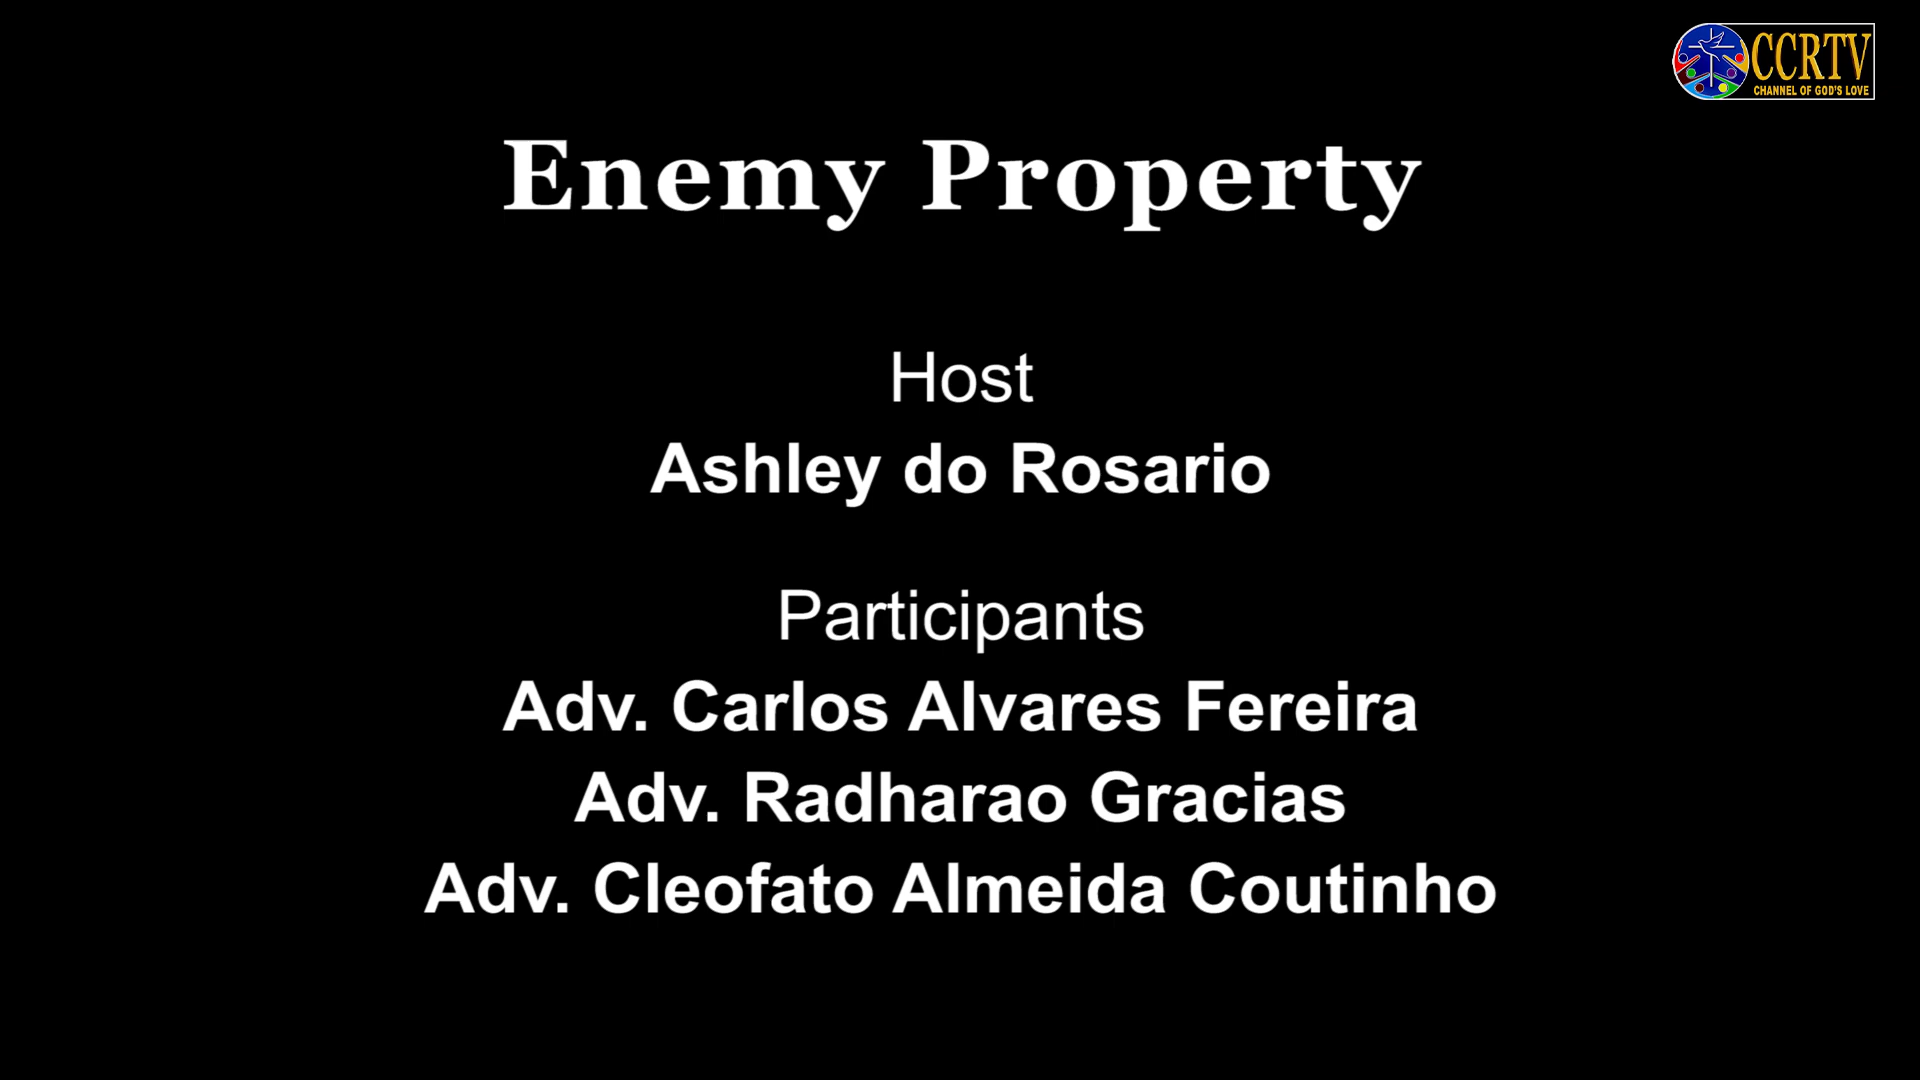 CCRTV
CHANNEL OF GOD'S LOVE
Enemy Property
Host
Ashley do Rosario
Participants
Adv. Carlos Alvares Fereira
Adv. Radharao Gracias
Adv. Cleofato Almeida Coutinho